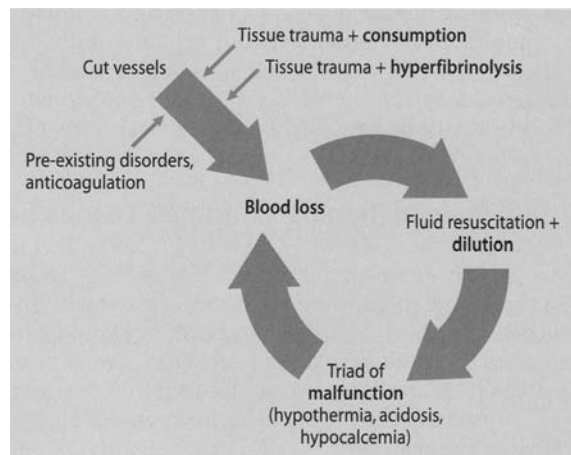 Tissue trauma + consumption
Cut vessels
Tissue trauma + hyperfibrinolysis
Pre-existing disorders,
anticoagulation
Blood loss
Fluid resuscitation +
dilution
Triad of
malfunction
(hypothermia, acidosis,
hypocalcemia)